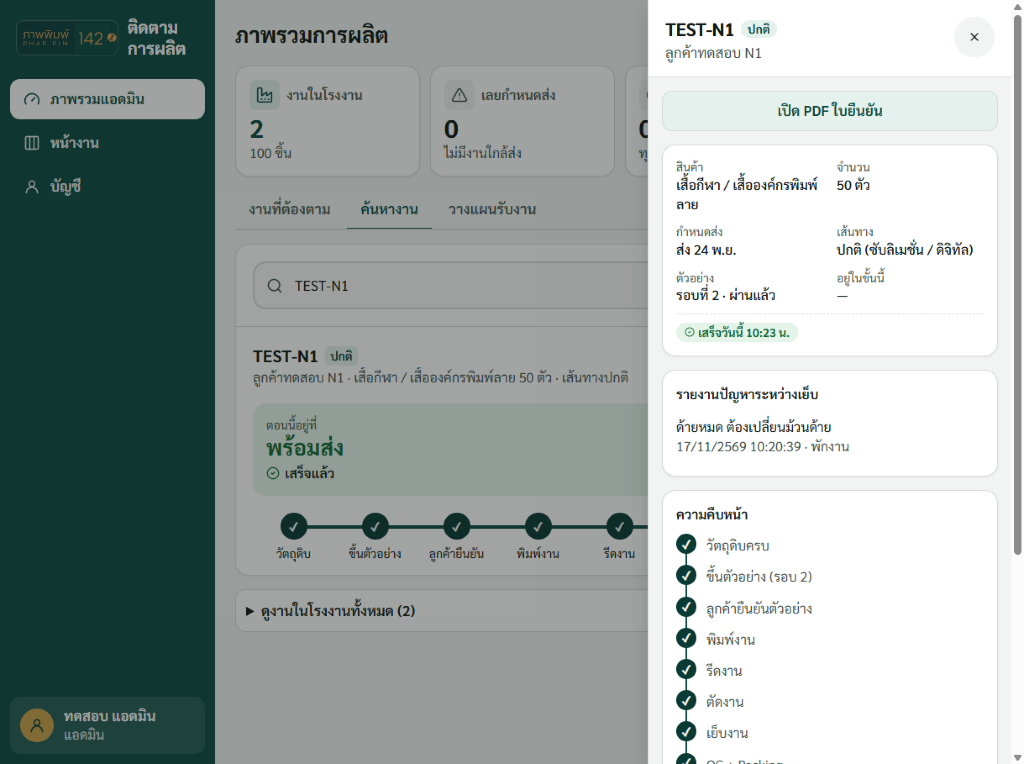 ภาพพิมพ์
PHAP PIM
142
ติดตาม
การผลิต
ภาพรวมแอดมิน
หน้างาน
บัญชี
ทดสอบ แอดมิน
แอดมิน
ภาพรวมการผลิต
งานในโรงงาน
2
100 ชิ้น
เลยกำหนดส่ง
0
ไม่มีงานใกล้ส่ง
งานที่ต้องตาม
ค้นหางาน
วางแผนรับงาน
TEST-N1
TEST-N1 ปกติ
ลูกค้าทดสอบ N1 · เสื้อกีฬา / เสื้อองค์กรพิมพ์ลาย 50 ตัว · เส้นทางปกติ
ตอนนี้อยู่ที่
พร้อมส่ง
เสร็จแล้ว
วัตถุดิบ
ขึ้นตัวอย่าง
ลูกค้ายืนยัน
พิมพ์งาน
รีดงาน
▶ ดูงานในโรงงานทั้งหมด (2)
TEST-N1 ปกติ
ลูกค้าทดสอบ N1
เปิด PDF ใบยืนยัน
สินค้า
เสื้อกีฬา / เสื้อองค์กรพิมพ์
ลาย
จำนวน
50 ตัว
กำหนดส่ง
ส่ง 24 พ.ย.
เส้นทาง
ปกติ (ซับลิเมชั่น / ดิจิทัล)
ตัวอย่าง
รอบที่ 2 · ผ่านแล้ว
อยู่ในขั้นนี้
—
เสร็จวันนี้ 10:23 น.
รายงานปัญหาระหว่างเย็บ
ด้ายหมด ต้องเปลี่ยนม้วนด้าย
17/11/2569 10:20:39 · พักงาน
ความคืบหน้า
วัตถุดิบครบ
ขึ้นตัวอย่าง (รอบ 2)
ลูกค้ายืนยันตัวอย่าง
พิมพ์งาน
รีดงาน
ตัดงาน
เย็บงาน